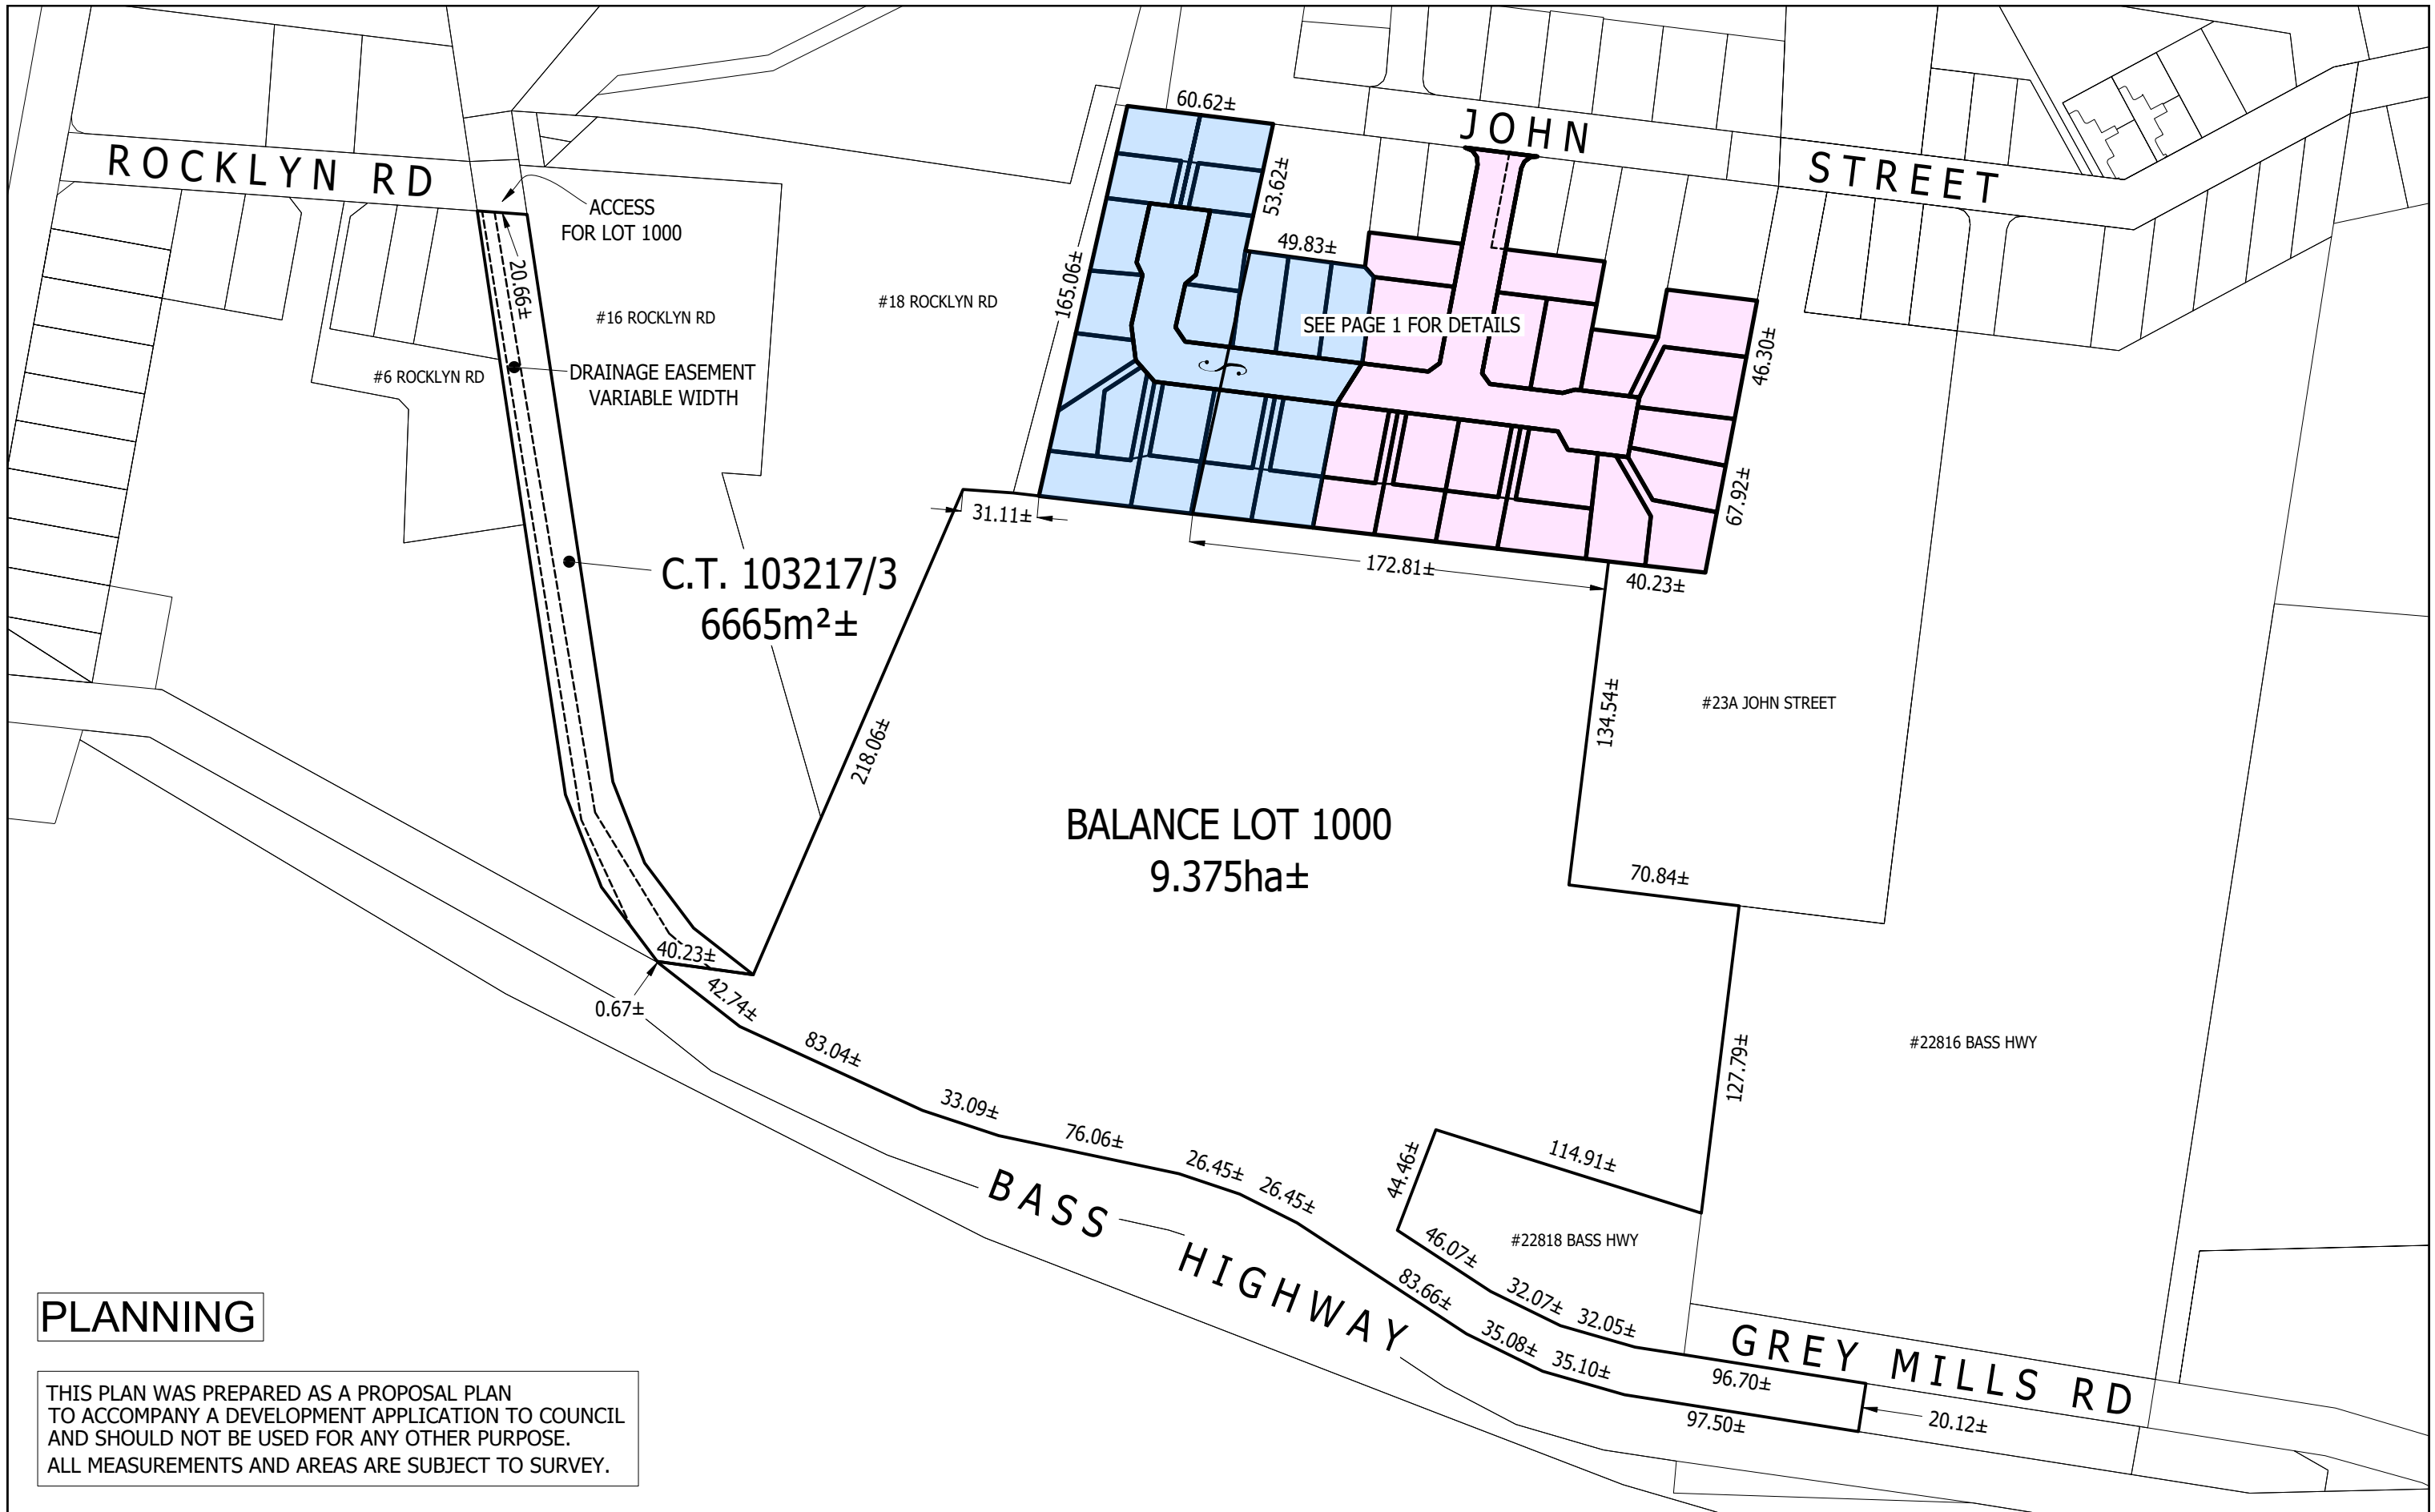 60.62±
JOHN
STREET
ROCKLYN RD
ACCESS
FOR LOT 1000
20.66±
53.62±
49.83±
165.06±
#16 ROCKLYN RD
#18 ROCKLYN RD
SEE PAGE 1 FOR DETAILS
46.30±
#6 ROCKLYN RD
DRAINAGE EASEMENT
VARIABLE WIDTH
67.92±
31.11±
172.81±
40.23±
C.T. 103217/3
6665m²±
218.06±
134.54±
#23A JOHN STREET
BALANCE LOT 1000
9.375ha±
70.84±
40.23±
0.67±
42.74±
83.04±
33.09±
76.06±
26.45±
26.45±
127.79±
#22816 BASS HWY
114.91±
44.46±
46.07±
#22818 BASS HWY
BASS
HIGHWAY
83.66±
32.07±
32.05±
35.08±
35.10±
96.70±
GREY MILLS RD
97.50±
20.12±
PLANNING
THIS PLAN WAS PREPARED AS A PROPOSAL PLAN
TO ACCOMPANY A DEVELOPMENT APPLICATION TO COUNCIL
AND SHOULD NOT BE USED FOR ANY OTHER PURPOSE.
ALL MEASUREMENTS AND AREAS ARE SUBJECT TO SURVEY.